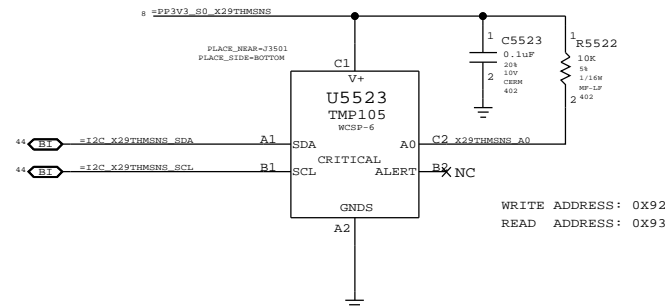 8 =PP3V3_S0_X29THMSNS
PLACE_NEAR=J3501
PLACE_SIDE=BOTTOM
C1
V+
U5523
TMP105
WCSP-6
1
C5523
0.1uF
20%
10V
CERM
402
2
1
R5522
10K
5%
1/16W
MF-LF
402
2
44 BI =I2C_X29THMSNS_SDA A1 SDA
A0 C2 X29THMSNS_A0
CRITICAL
44 BI =I2C_X29THMSNS_SCL B1 SCL
ALERT B2 NC
GNDS
A2
WRITE ADDRESS: 0X92
READ ADDRESS: 0X93